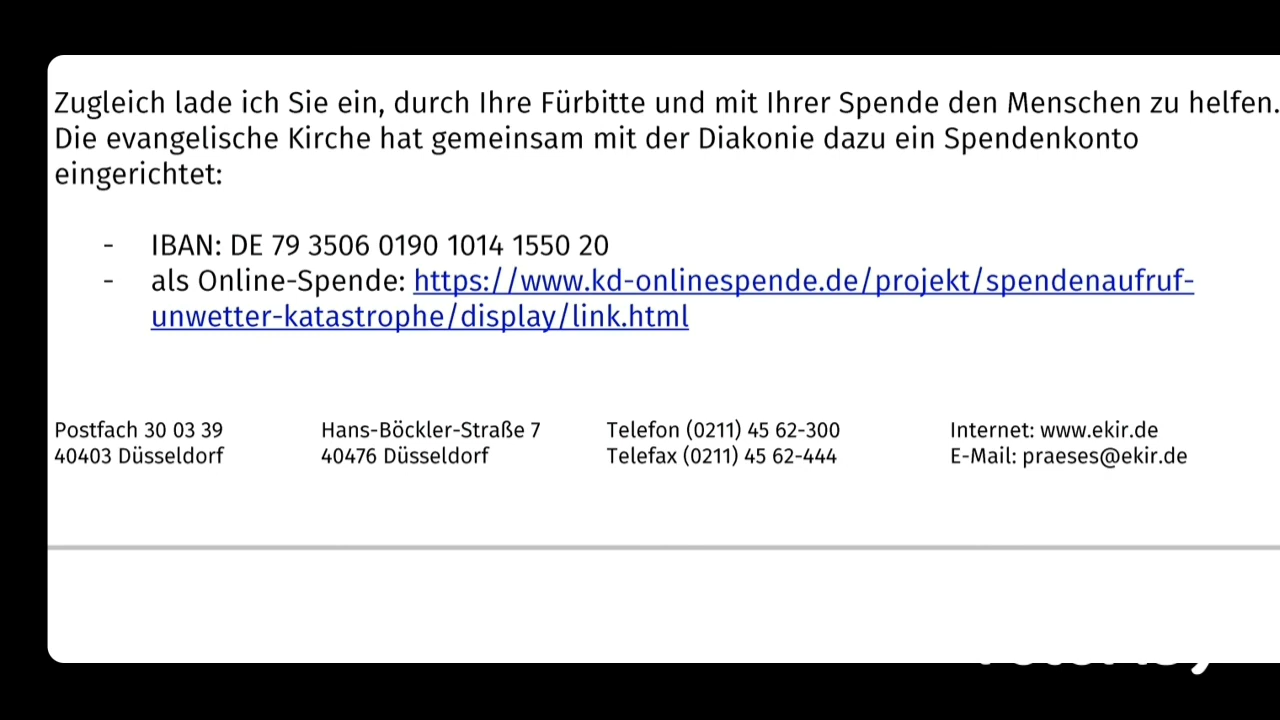 Zugleich lade ich Sie ein, durch Ihre Fürbitte und mit Ihrer Spende den Menschen zu helfen.
Die evangelische Kirche hat gemeinsam mit der Diakonie dazu ein Spendenkonto
eingerichtet:
- IBAN: DE 79 3506 0190 1014 1550 20
- als Online-Spende: https://www.kd-onlinespende.de/projekt/spendenaufruf-
unwetter-katastrophe/display/link.html
Postfach 30 03 39 Hans-Böckler-Straße 7 Telefon (0211) 45 62-300 Internet: www.ekir.de
40403 Düsseldorf 40476 Düsseldorf Telefax (0211) 45 62-444 E-Mail: praeses@ekir.de